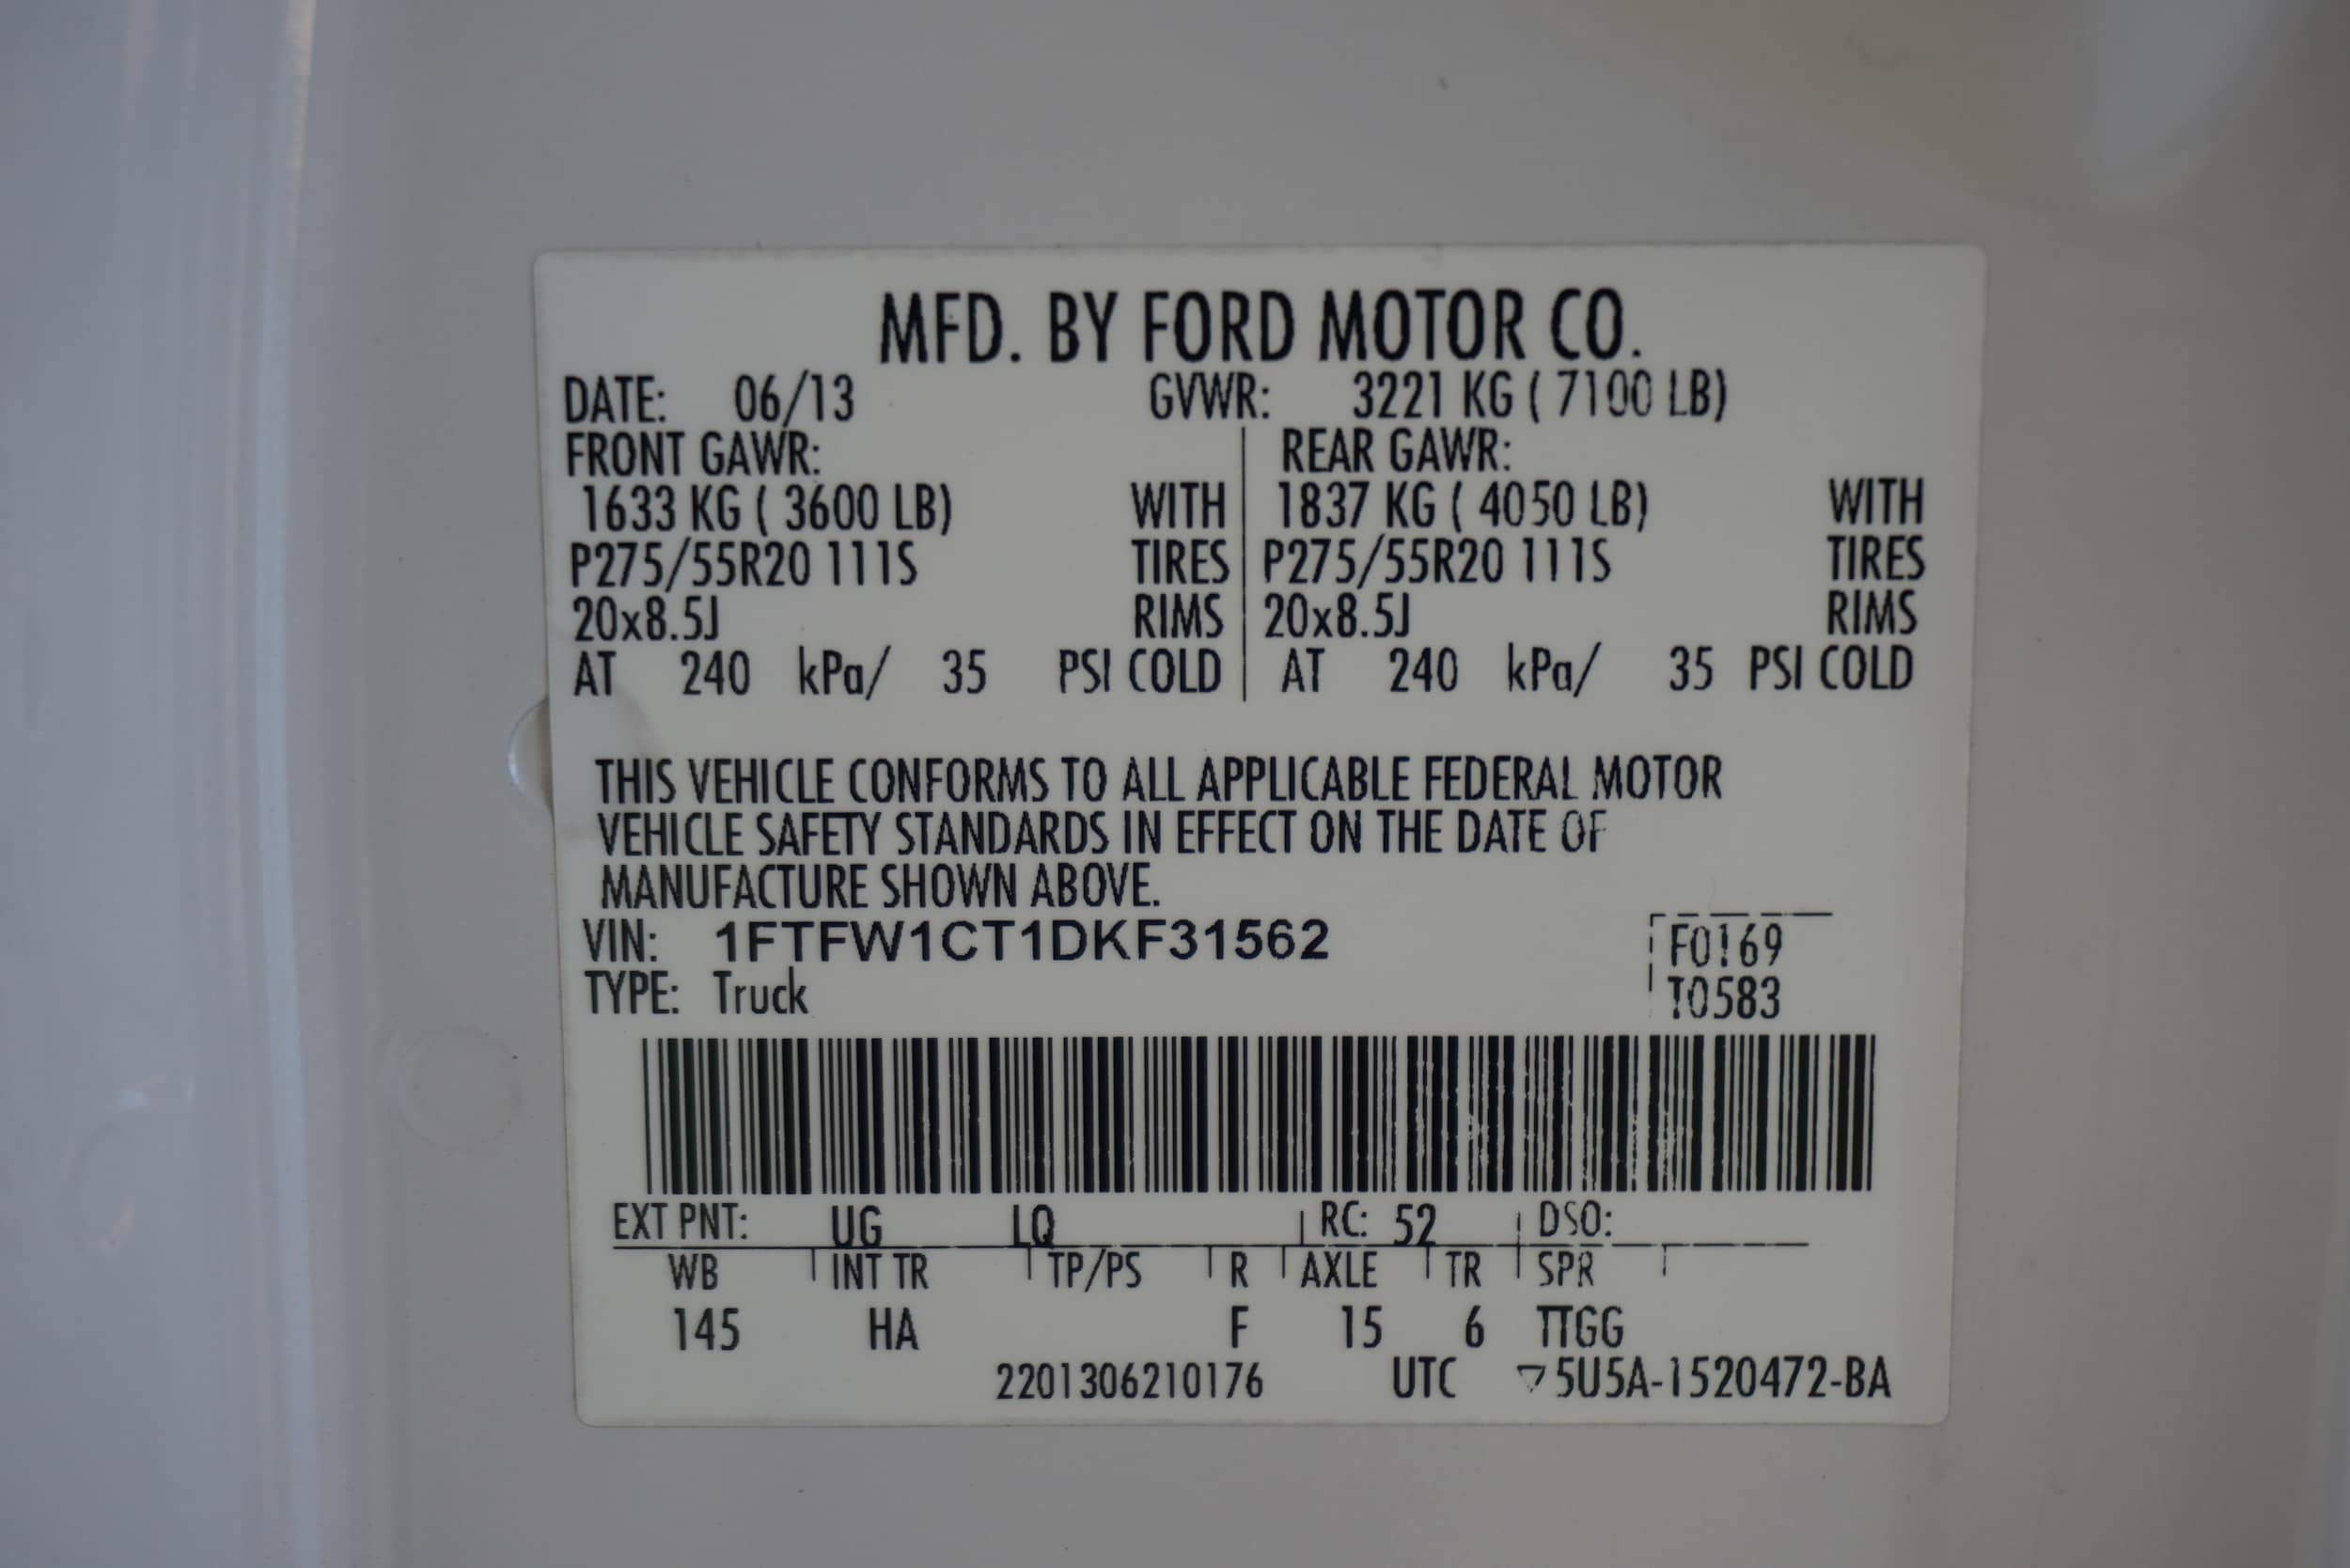 MFD. BY FORD MOTOR CO.
DATE: 06/13 GVWR: 3221 KG ( 7100 LB)
FRONT GAWR: REAR GAWR:
1633 KG ( 3600 LB) WITH 1837 KG ( 4050 LB) WITH
P275/55R20 111S TIRES P275/55R20 111S TIRES
20x8.5J RIMS 20x8.5J RIMS
AT 240 kPa/ 35 PSI COLD AT 240 kPa/ 35 PSI COLD
THIS VEHICLE CONFORMS TO ALL APPLICABLE FEDERAL MOTOR
VEHICLE SAFETY STANDARDS IN EFFECT ON THE DATE OF
MANUFACTURE SHOWN ABOVE.
VIN: 1FTFW1CT1DKF31562 F0169
TYPE: Truck T0583
EXT PNT: UG LQ RC: 52 DSO:
WB INT TR TP/PS R AXLE TR SPR
145 HA F 15 6 TTGG
2201306210176 UTC ▽5U5A-1520472-BA